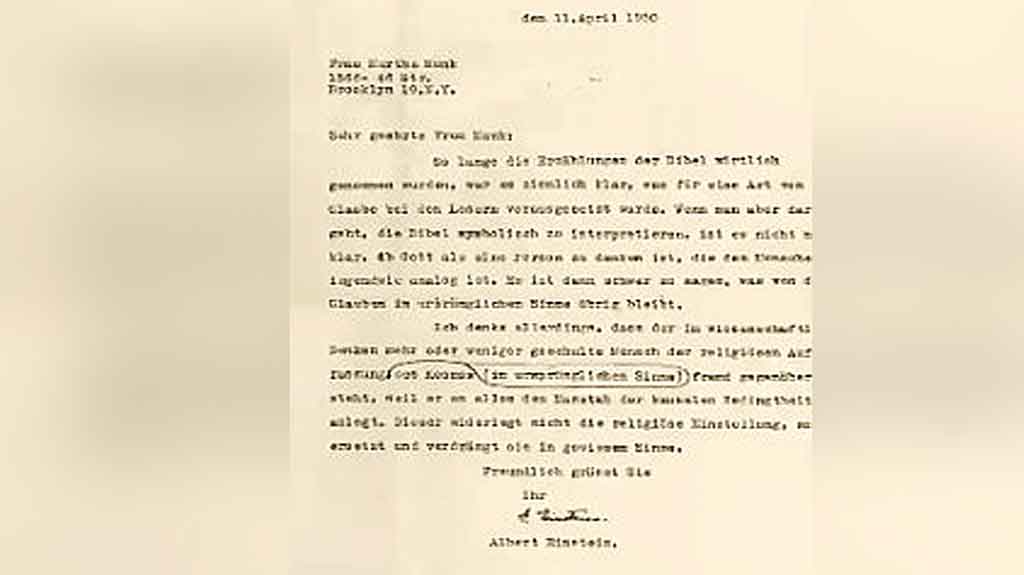 den 11.April 1950
Frau Martha Munk
1566- 46 Str.
Brooklyn 19.N.Y.
Sehr geehrte Frau Munk:
So lange die Erzählungen der Bibel wörtlich
genommen wurden, war es ziemlich klar, was für eine Art von
Glaube bei den Lesern vorausgesetzt wurde. Wenn man aber dar
geht, die Bibel symbolisch zu interpretieren, ist es nicht m
klar, ob Gott als eine Person zu denken ist, die den Mensche
irgendwie analog ist. Es ist dann schwer zu sagen, was von d
Glauben im ursprünglichen Sinne übrig bleibt.
Ich denke allerdings, dass der im wissenschaftl
Denken mehr oder weniger geschulte Mensch der religiösen Auf
fassung (im ursprünglichen Sinne) fremd gegenüber
steht, weil er an alles den Masstab der kausalen Bedingtheit
anlegt. Dieser widerlegt nicht die religiöse Einstellung,
ersetzt und verdrängt sie in gewissem Sinne.
Freundlich grüsst Sie
Ihr
A. Einstein.
Albert Einstein.